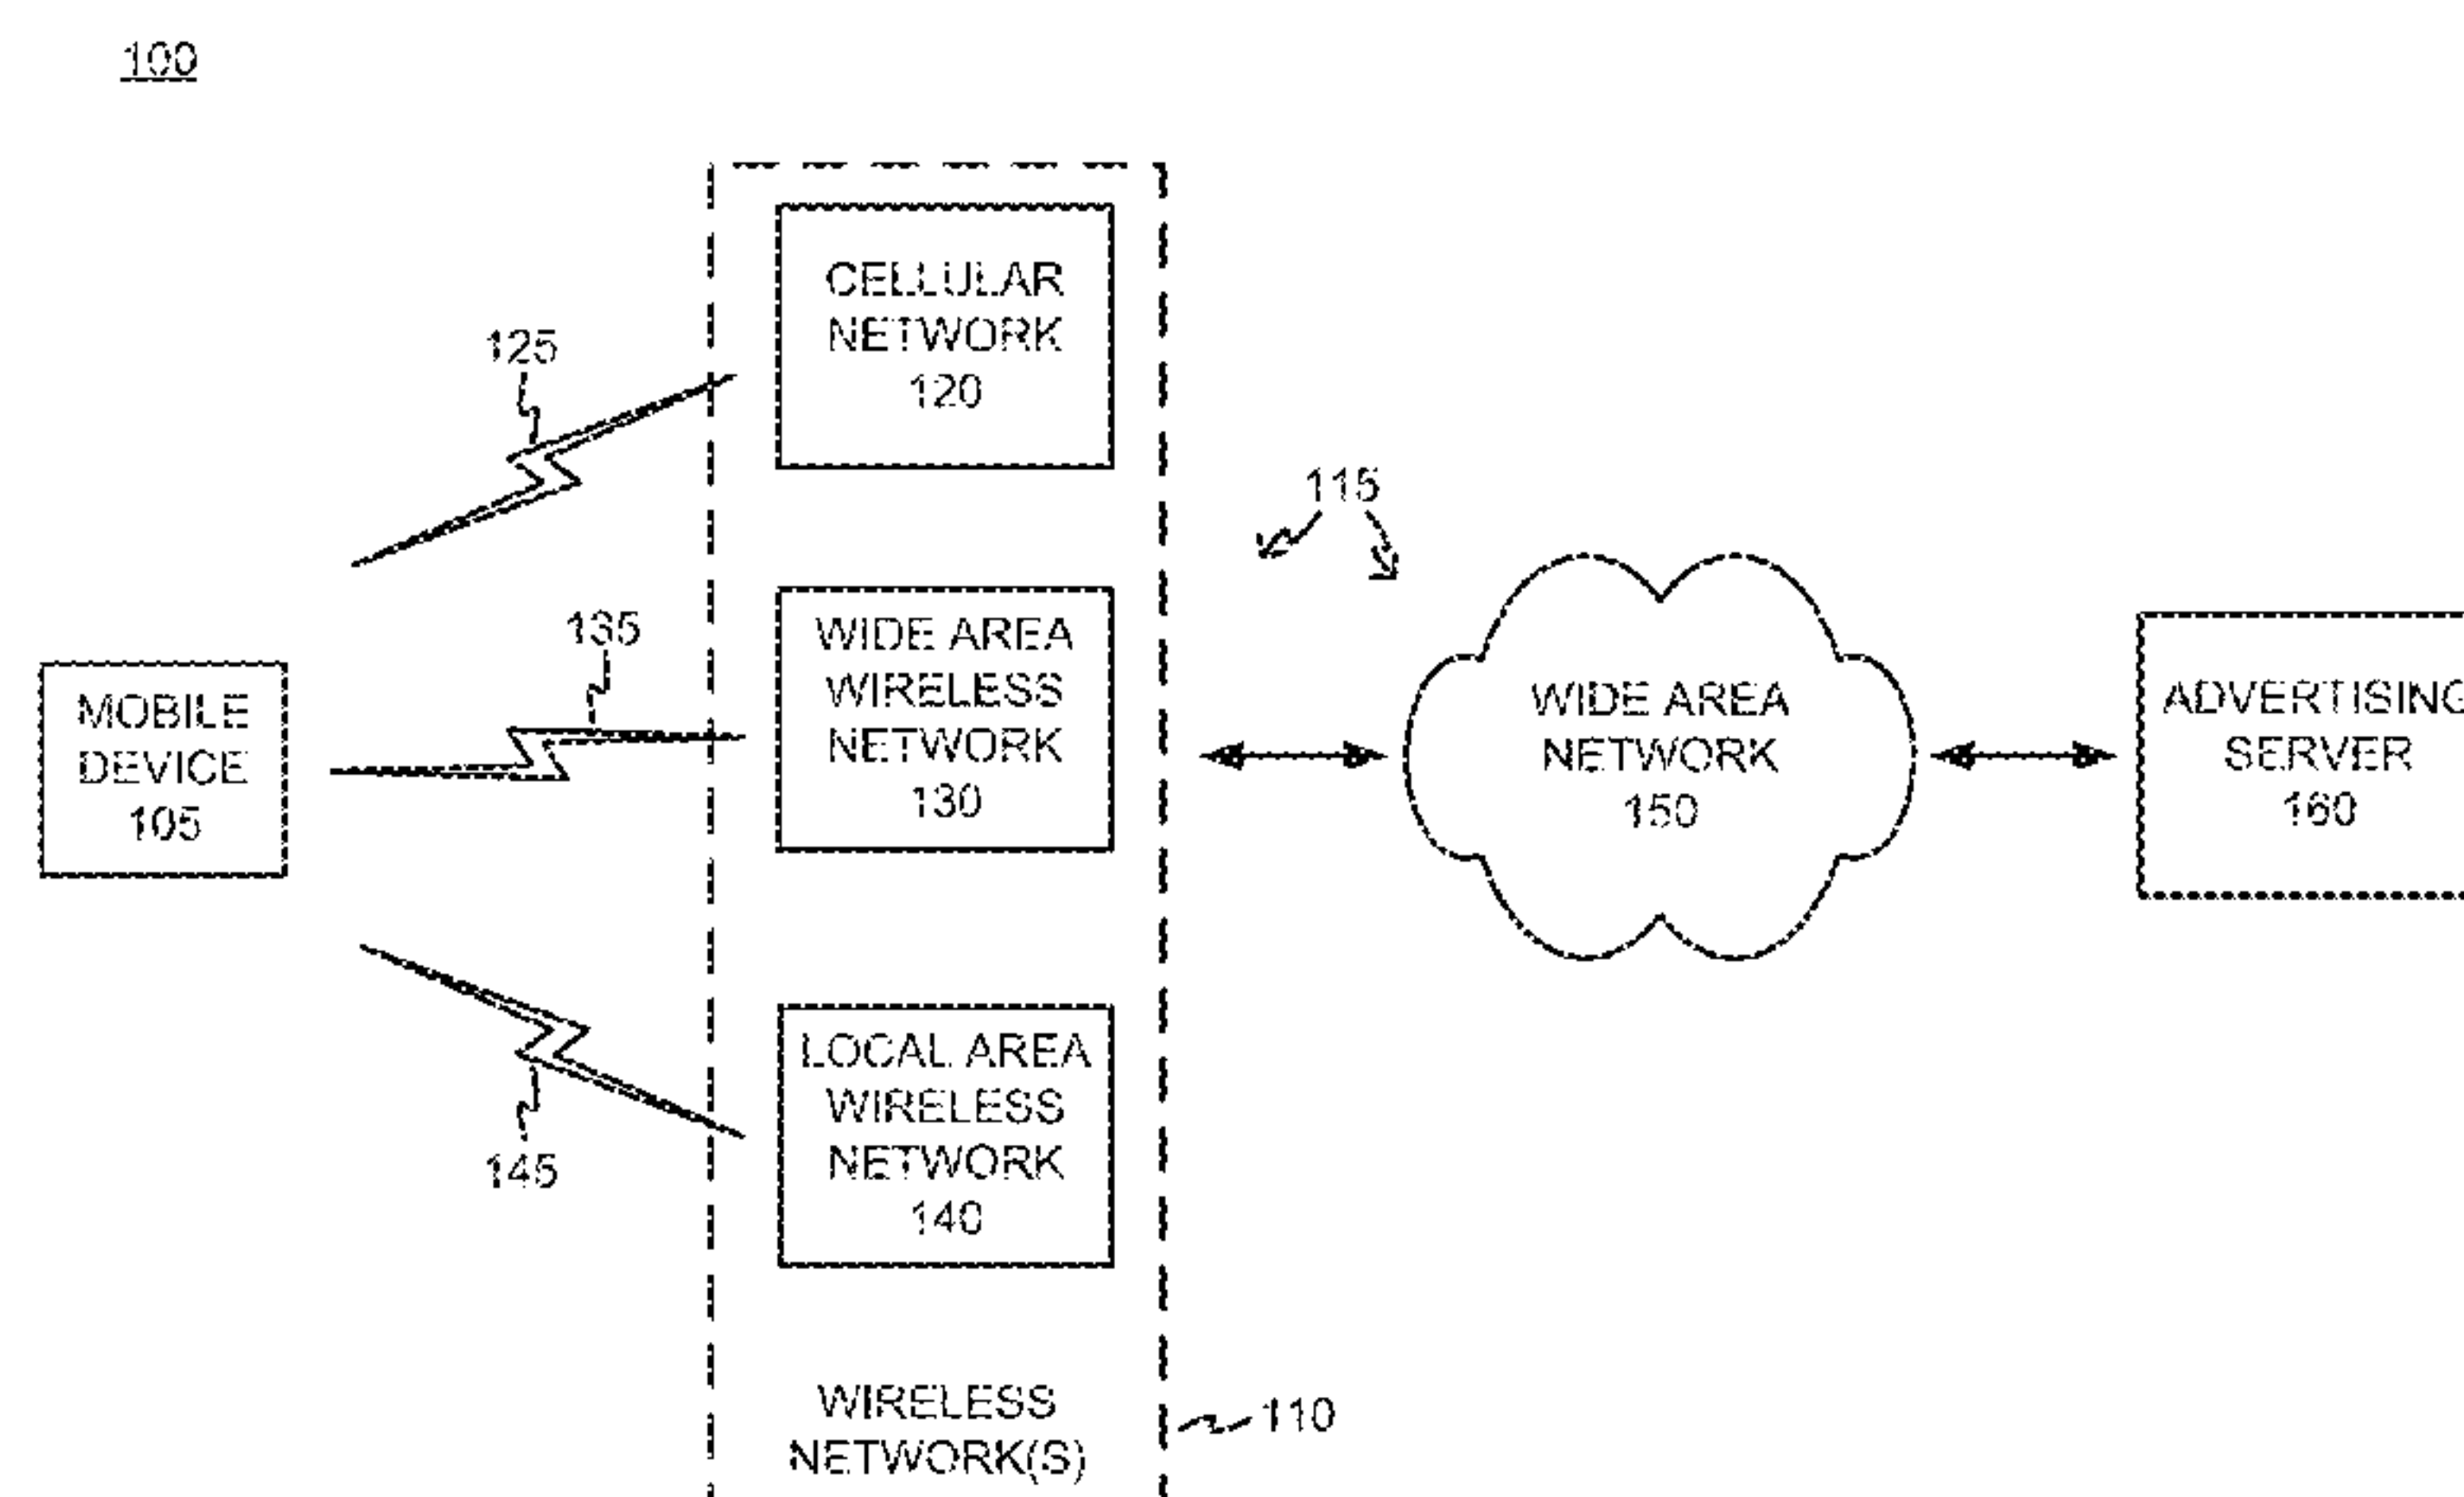 100
CELLULAR
NETWORK
120
125
115
135
WIDE AREA
WIRELESS
NETWORK
130
MOBILE
DEVICE
105
WIDE AREA
NETWORK
150
ADVERTISING
SERVER
160
LOCAL AREA
WIRELESS
NETWORK
140
145
WIRELESS
NETWORK(S)
110